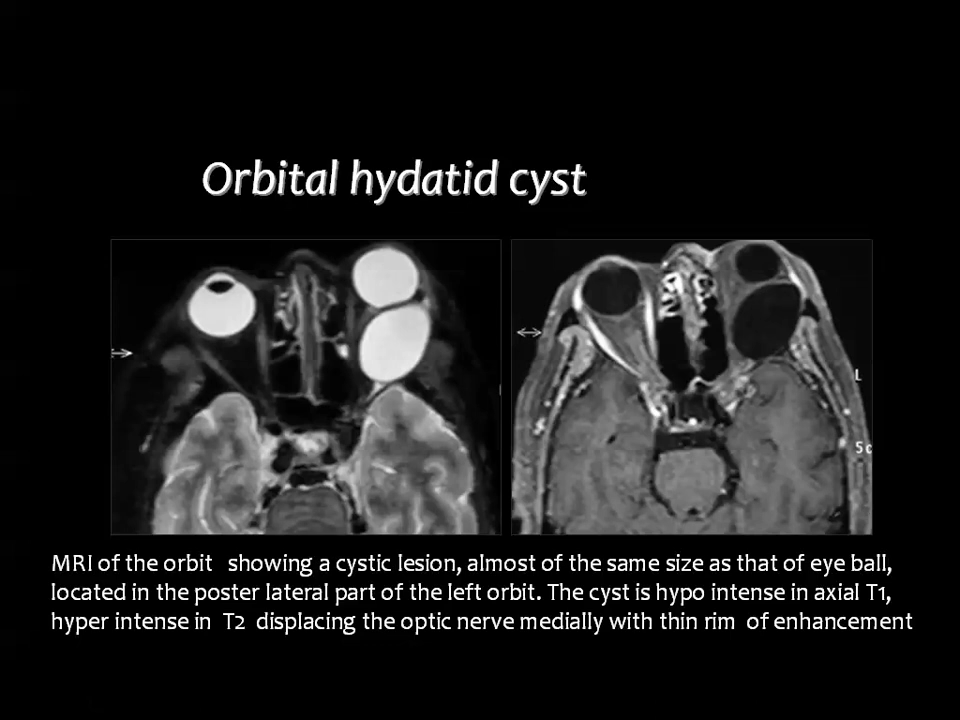 Orbital hydatid cyst
L
Sc
MRI of the orbit showing a cystic lesion, almost of the same size as that of eye ball,
located in the poster lateral part of the left orbit. The cyst is hypo intense in axial T1,
hyper intense in T2 displacing the optic nerve medially with thin rim of enhancement